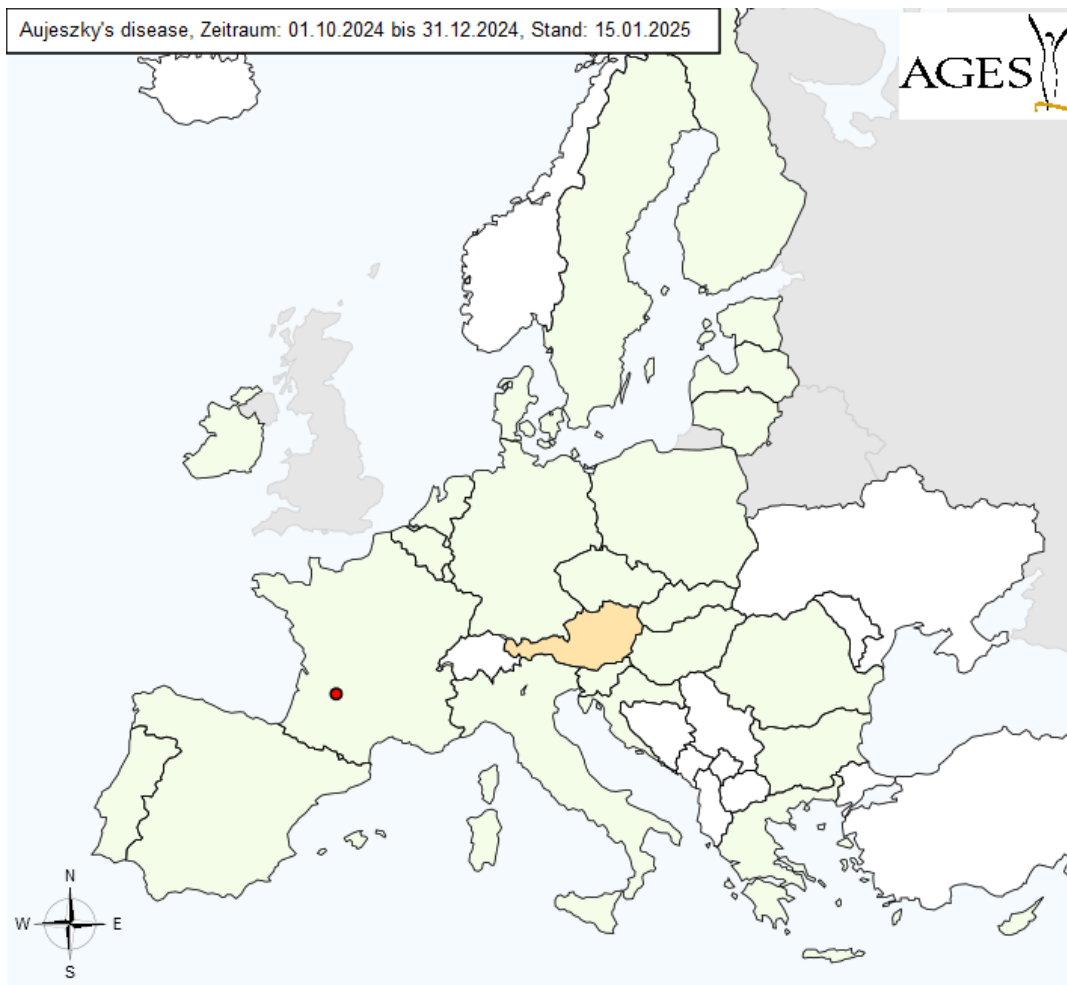 Aujeszky's disease, Zeitraum: 01.10.2024 bis 31.12.2024, Stand: 15.01.2025
AGES
N
W E
S